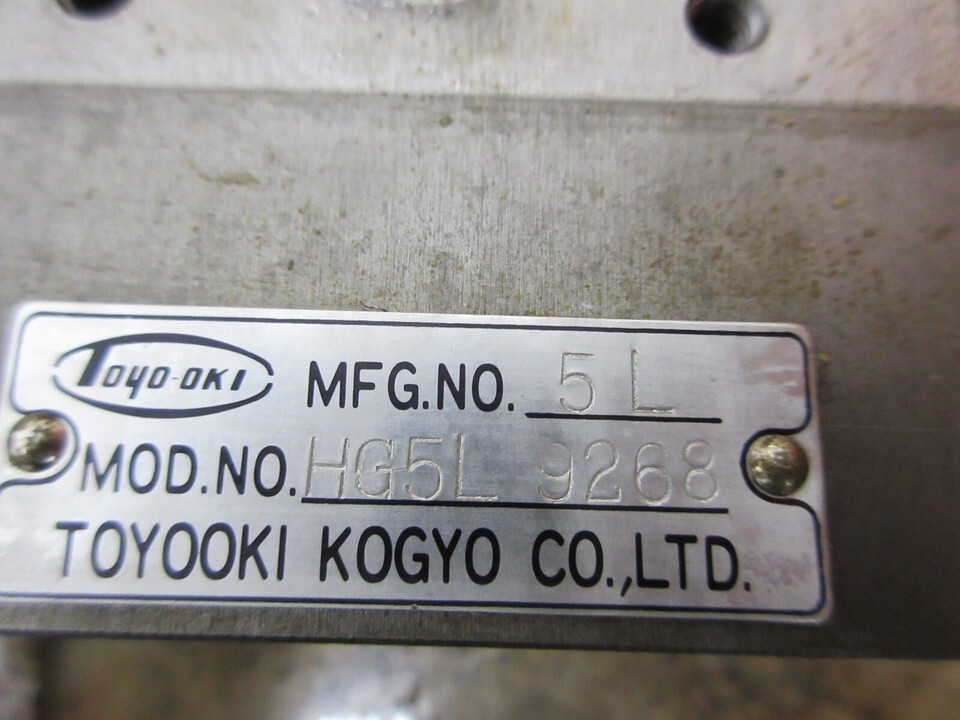 Toyo-oki MFG.NO. 5L
MOD.NO. HG5L 9268
TOYOOKI KOGYO CO.,LTD.